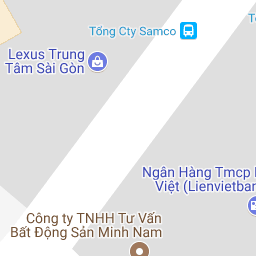 Tổng Cty Samco
Lexus Trung
Tâm Sài Gòn
Ngân Hàng Tmcp
Việt (Lienvietban
Công ty TNHH Tư Vấn
Bất Động Sản Minh Nam